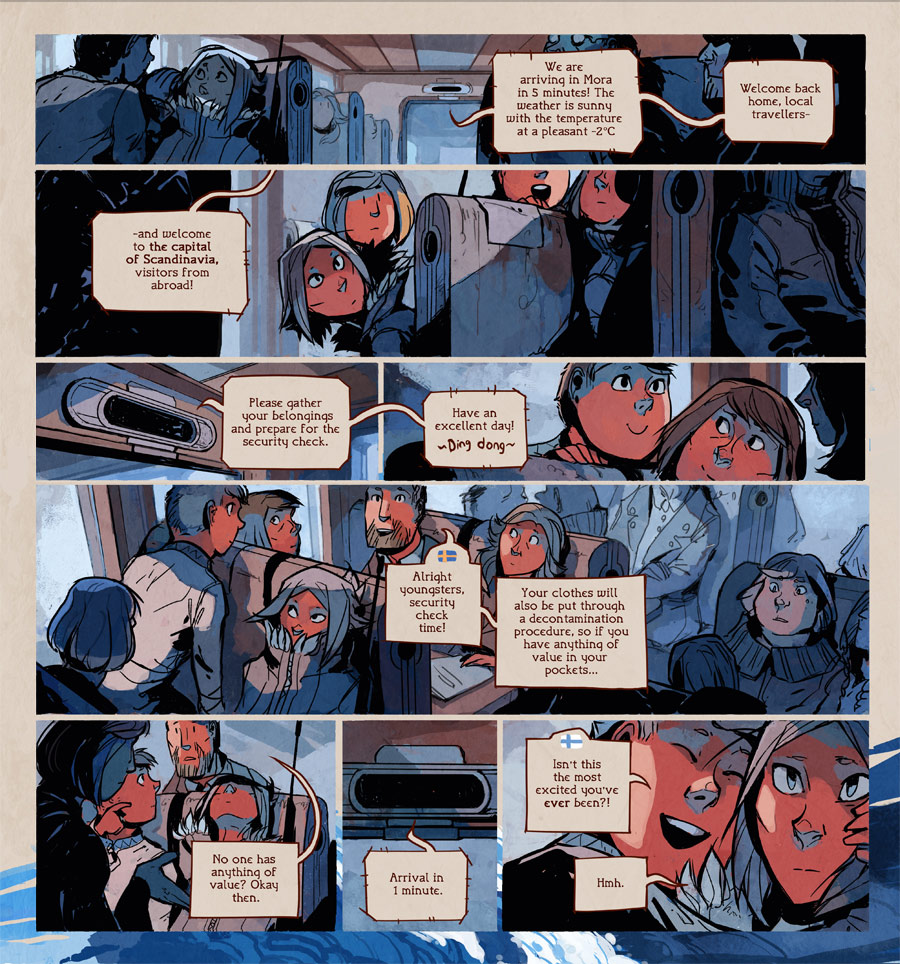 We are
arriving in Mora
in 5 minutes! The
weather is sunny
with the temperature
at a pleasant -2°C
Welcome back
home, local
travellers-
-and welcome
to the capital
of Scandinavia,
visitors from
abroad!
Please gather
your belongings
and prepare for the
security check.
Have an
excellent day!
~Ding dong~
Alright
youngsters,
security
check
time!
Your clothes will
also be put through
a decontamination
procedure, so if you
have anything of
value in your
pockets...
No one has
anything of
value? Okay
then.
Arrival in
1 minute.
Isn't this
the most
excited you've
ever been?!
Hmh.